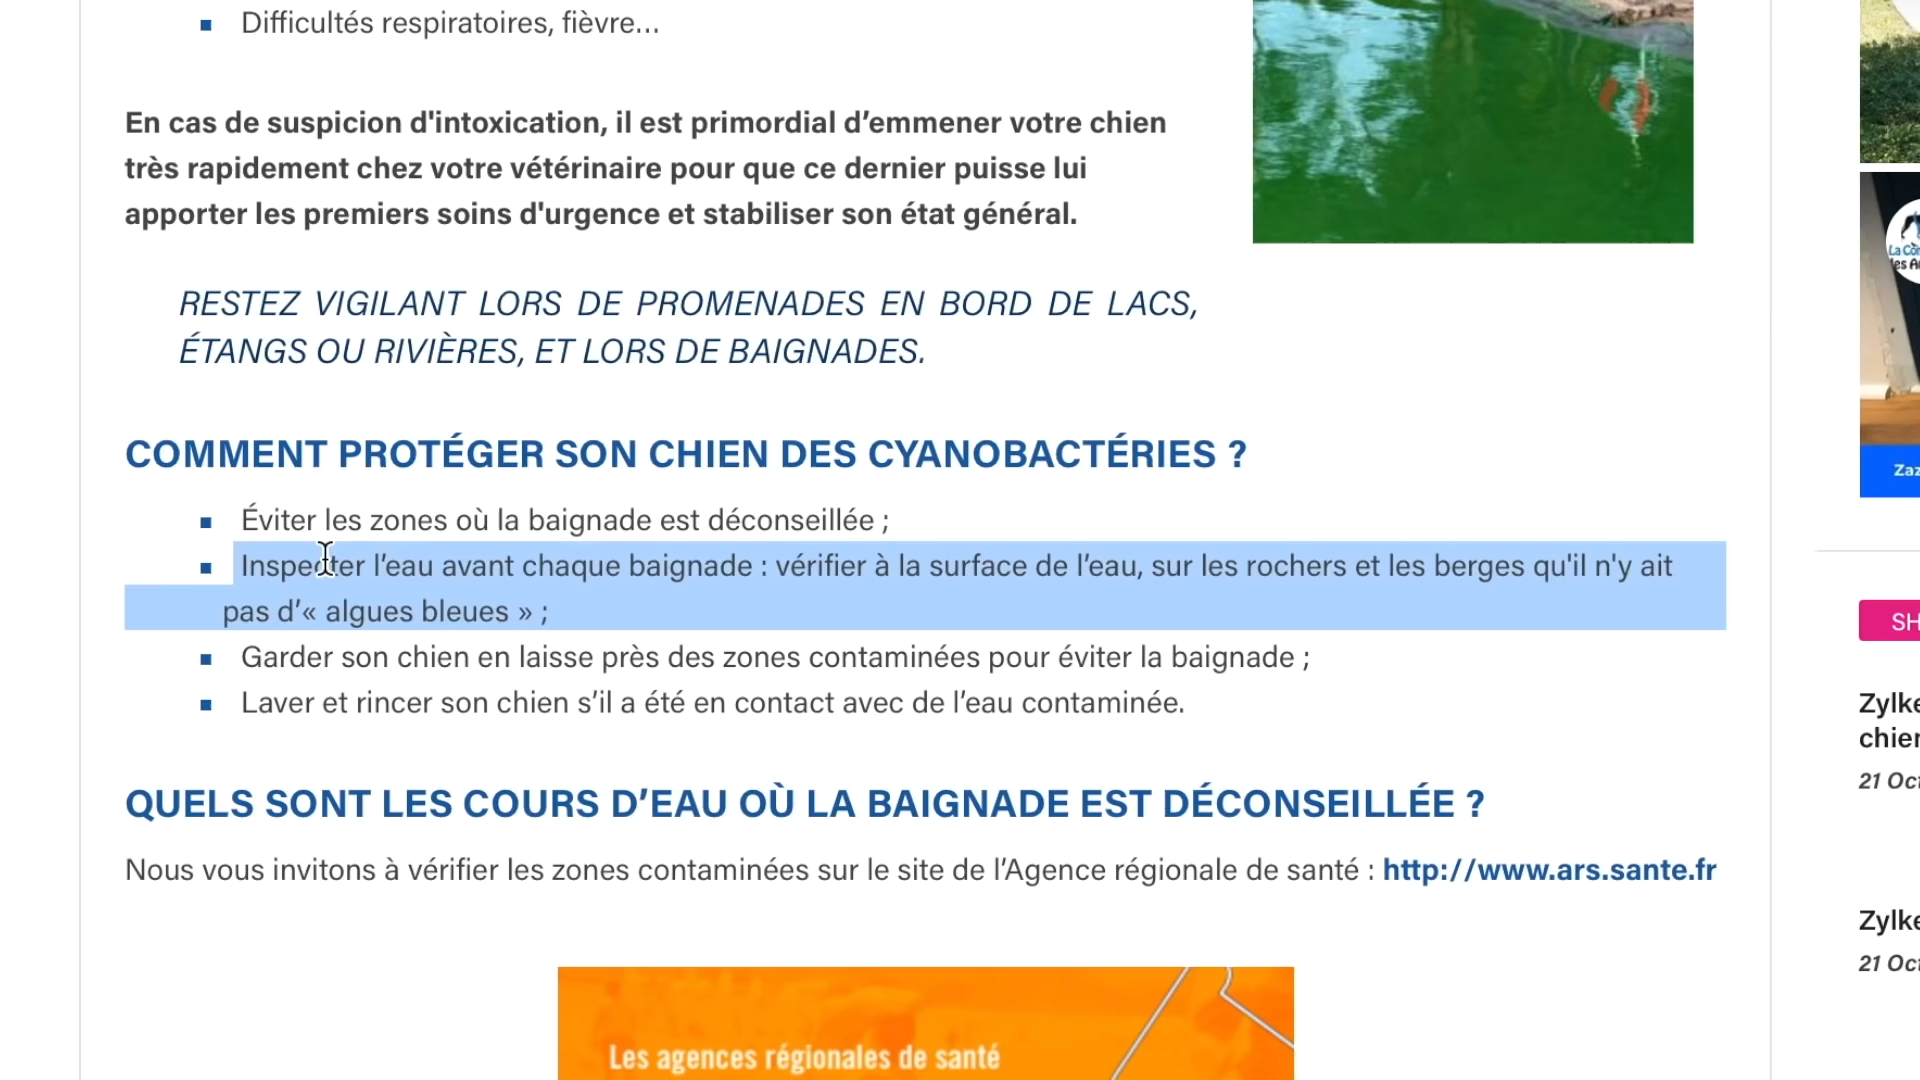 Difficultés respiratoires, fièvre…
En cas de suspicion d'intoxication, il est primordial d’emmener votre chien
très rapidement chez votre vétérinaire pour que ce dernier puisse lui
apporter les premiers soins d'urgence et stabiliser son état général.
RESTEZ VIGILANT LORS DE PROMENADES EN BORD DE LACS,
ÉTANGS OU RIVIÈRES, ET LORS DE BAIGNADES.
COMMENT PROTÉGER SON CHIEN DES CYANOBACTÉRIES ?
Éviter les zones où la baignade est déconseillée ;
Inspecter l’eau avant chaque baignade : vérifier à la surface de l’eau, sur les rochers et les berges qu'il n'y ait
pas d’« algues bleues » ;
Garder son chien en laisse près des zones contaminées pour éviter la baignade ;
Laver et rincer son chien s’il a été en contact avec de l’eau contaminée.
QUELS SONT LES COURS D’EAU OÙ LA BAIGNADE EST DÉCONSEILLÉE ?
Nous vous invitons à vérifier les zones contaminées sur le site de l’Agence régionale de santé : http://www.ars.sante.fr
Les agences régionales de santé
La
Zaz
SH
Zylke
chien
21 Oct
Zylke
21 Oct